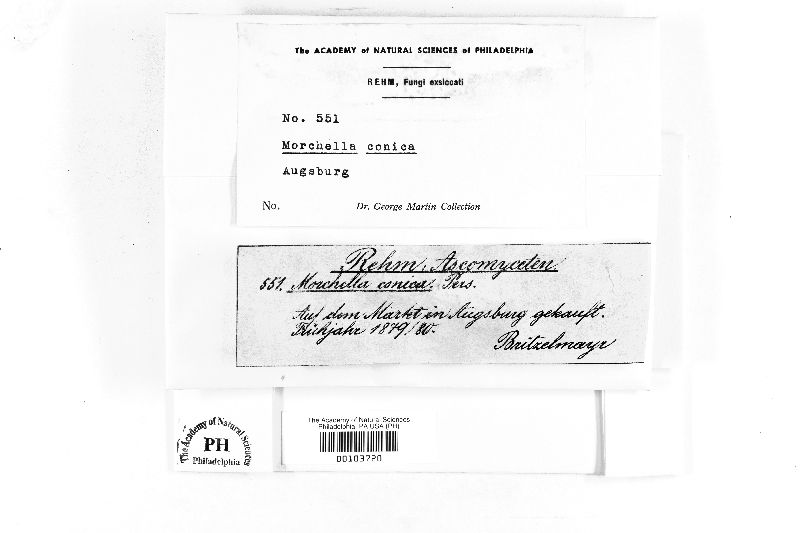 The ACADEMY of NATURAL SCIENCES of PHILADELPHIA
REHM, Fungi exsiccati
No. 551
Morchella conica
Augsburg
No. Dr. George Martin Collection
Rehm, Ascomyceten.
551. Morchella conica. Pers.
Auf dem Markt in Augsburg gekauft.
Frühjahr 1879/80.
Britzelmayr
The Academy of Natural Sciences
Philadelphia
PH
The Academy of Natural Sciences
Philadelphia, PA USA (PH)
00103720